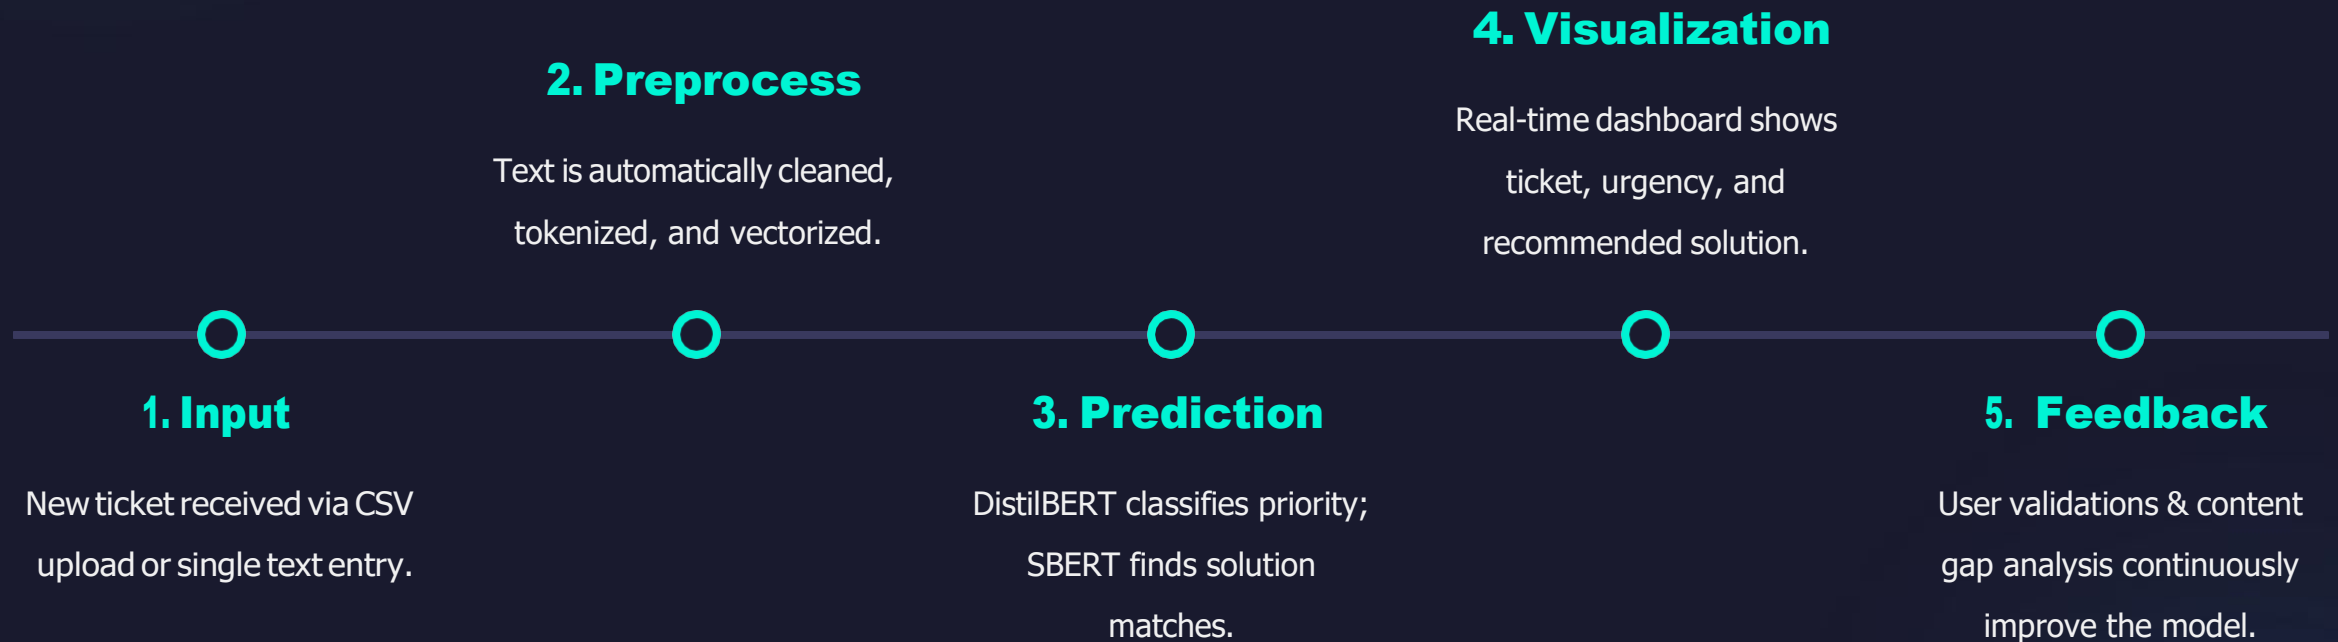 1. Input
New ticket received via CSV
upload or single text entry.
2. Preprocess
Text is automatically cleaned,
tokenized, and vectorized.
3. Prediction
DistilBERT classifies priority;
SBERT finds solution
matches.
4. Visualization
Real-time dashboard shows
ticket, urgency, and
recommended solution.
5. Feedback
User validations & content
gap analysis continuously
improve the model.